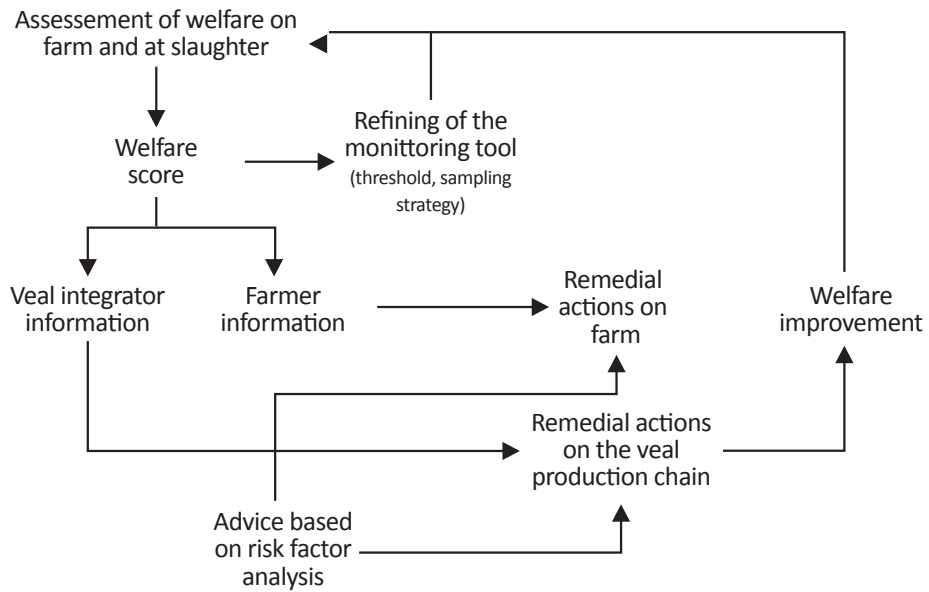 Assessement of welfare on
farm and at slaughter
Welfare
score
Refining of the
monittoring tool
(threshold, sampling
strategy)
Veal integrator
information
Farmer
information
Remedial
actions on
farm
Welfare
improvement
Remedial actions
on the veal
production chain
Advice based
on risk factor
analysis